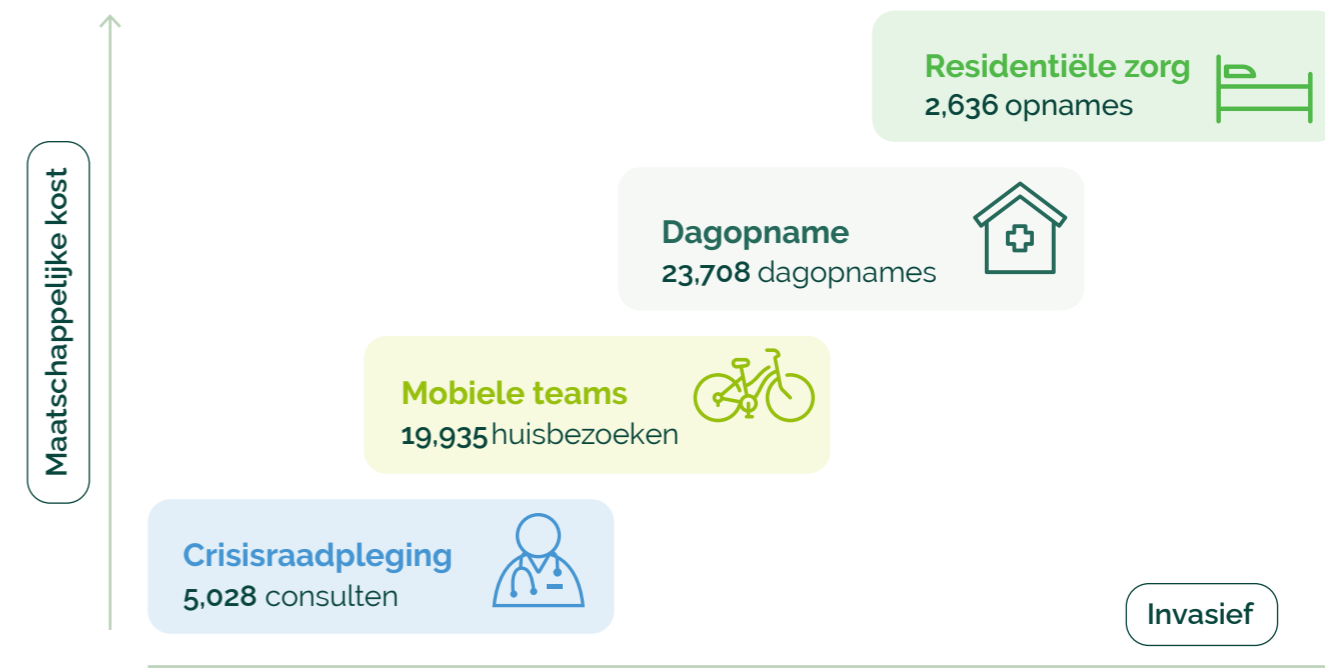 Residentiële zorg
2,636 opnames
Dagopname
23,708 dagopnames
Mobiele teams
19,935 huisbezoeken
Crisisraadpleging
5,028 consulten
Maatschappelijke kost
Invasief